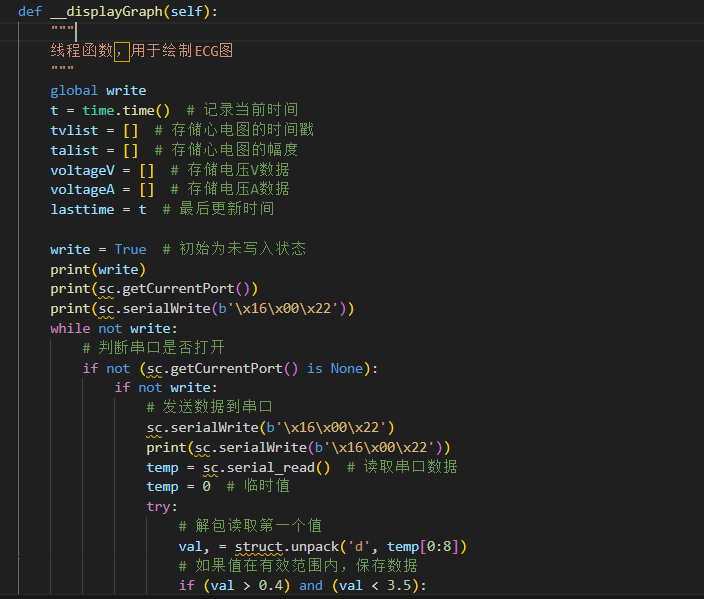 def __displayGraph(self):
"""
线程函数，用于绘制ECG图
"""
global write
t = time.time()  # 记录当前时间
tvlist = []  # 存储心电图的时间戳
talist = []  # 存储心电图的幅度
voltageV = []  # 存储电压V数据
voltageA = []  # 存储电压A数据
lasttime = t  # 最后更新时间
write = True  # 初始为未写入状态
print(write)
print(sc.getCurrentPort())
print(sc.serialWrite(b'\x16\x00\x22'))
while not write:
# 判断串口是否打开
if not (sc.getCurrentPort() is None):
if not write:
# 发送数据到串口
sc.serialWrite(b'\x16\x00\x22')
print(sc.serialWrite(b'\x16\x00\x22'))
temp = sc.serial_read()  # 读取串口数据
temp = 0  # 临时值
try:
# 解包读取第一个值
val, = struct.unpack('d', temp[0:8])
# 如果值在有效范围内，保存数据
if (val > 0.4) and (val < 3.5):